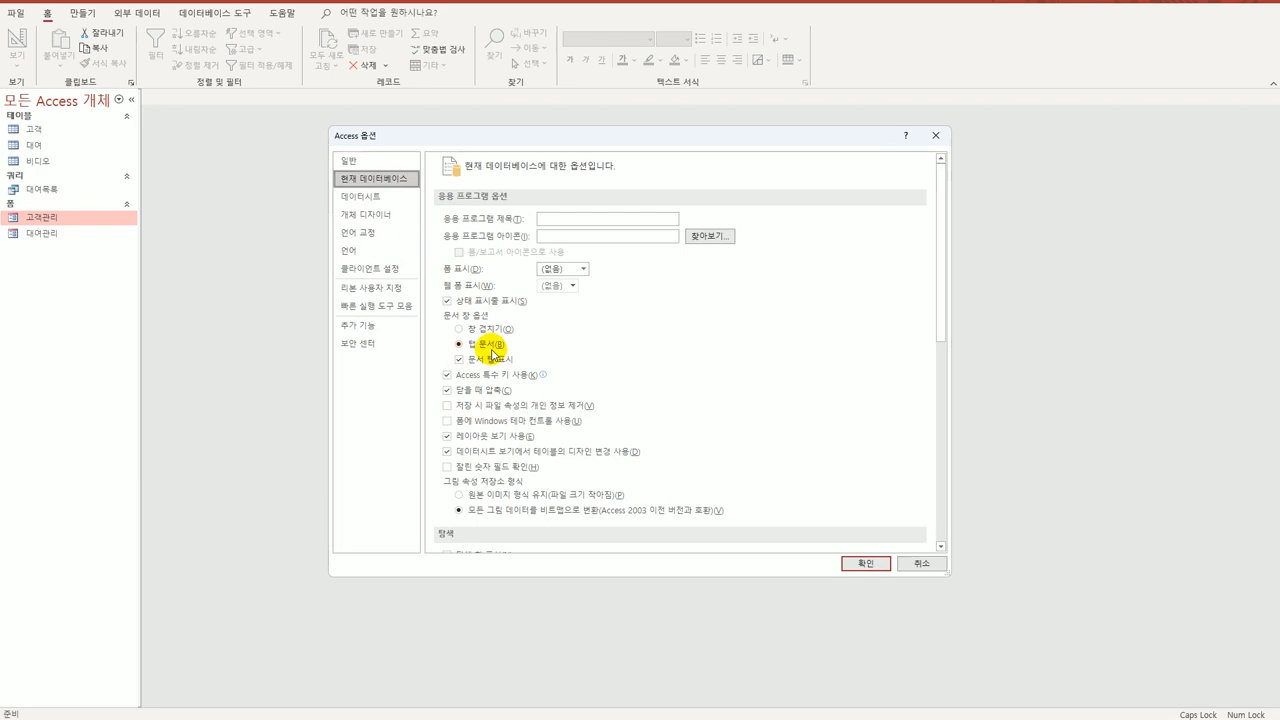 파일 홈 만들기 외부 데이터 데이터베이스 도구 도움말 어떤 작업을 원하시나요?
보기
붙여넣기
잘라내기
복사
서식 복사
필터
오름차순
내림차순
정렬 제거
선택 영역
고급
필터 적용/해제
모두 새로 고침
새로 만들기
저장
삭제
요약
맞춤법 검사
기타
찾기
바꾸기
이동
선택
가 가 가 가
보기 클립보드 정렬 및 필터 레코드 찾기 텍스트 서식
모든 Access 개체
테이블
고객
대여
비디오
쿼리
대여목록
폼
고객관리
대여관리
Access 옵션
?
일반
현재 데이터베이스
데이터시트
개체 디자이너
언어 교정
언어
클라이언트 설정
리본 사용자 지정
빠른 실행 도구 모음
추가 기능
보안 센터
현재 데이터베이스에 대한 옵션입니다.
응용 프로그램 옵션
응용 프로그램 제목(T):
응용 프로그램 아이콘(I): 찾아보기...
폼/보고서 아이콘으로 사용
폼 표시(D): (없음)
웹 폼 표시(W): (없음)
상태 표시줄 표시(S)
문서 창 옵션
창 겹치기(O)
탭 문서(B)
문서 탭 표시
Access 특수 키 사용(K)
닫을 때 압축(C)
저장 시 파일 속성의 개인 정보 제거(V)
폼에 Windows 테마 컨트롤 사용(U)
레이아웃 보기 사용(E)
데이터시트 보기에서 테이블의 디자인 변경 사용(D)
잘린 숫자 필드 확인(H)
그림 속성 저장소 형식
원본 이미지 형식 유지(파일 크기 작아짐)(P)
모든 그림 데이터를 비트맵으로 변환(Access 2003 이전 버전과 호환)(V)
탐색
확인 취소
준비 Caps Lock Num Lock